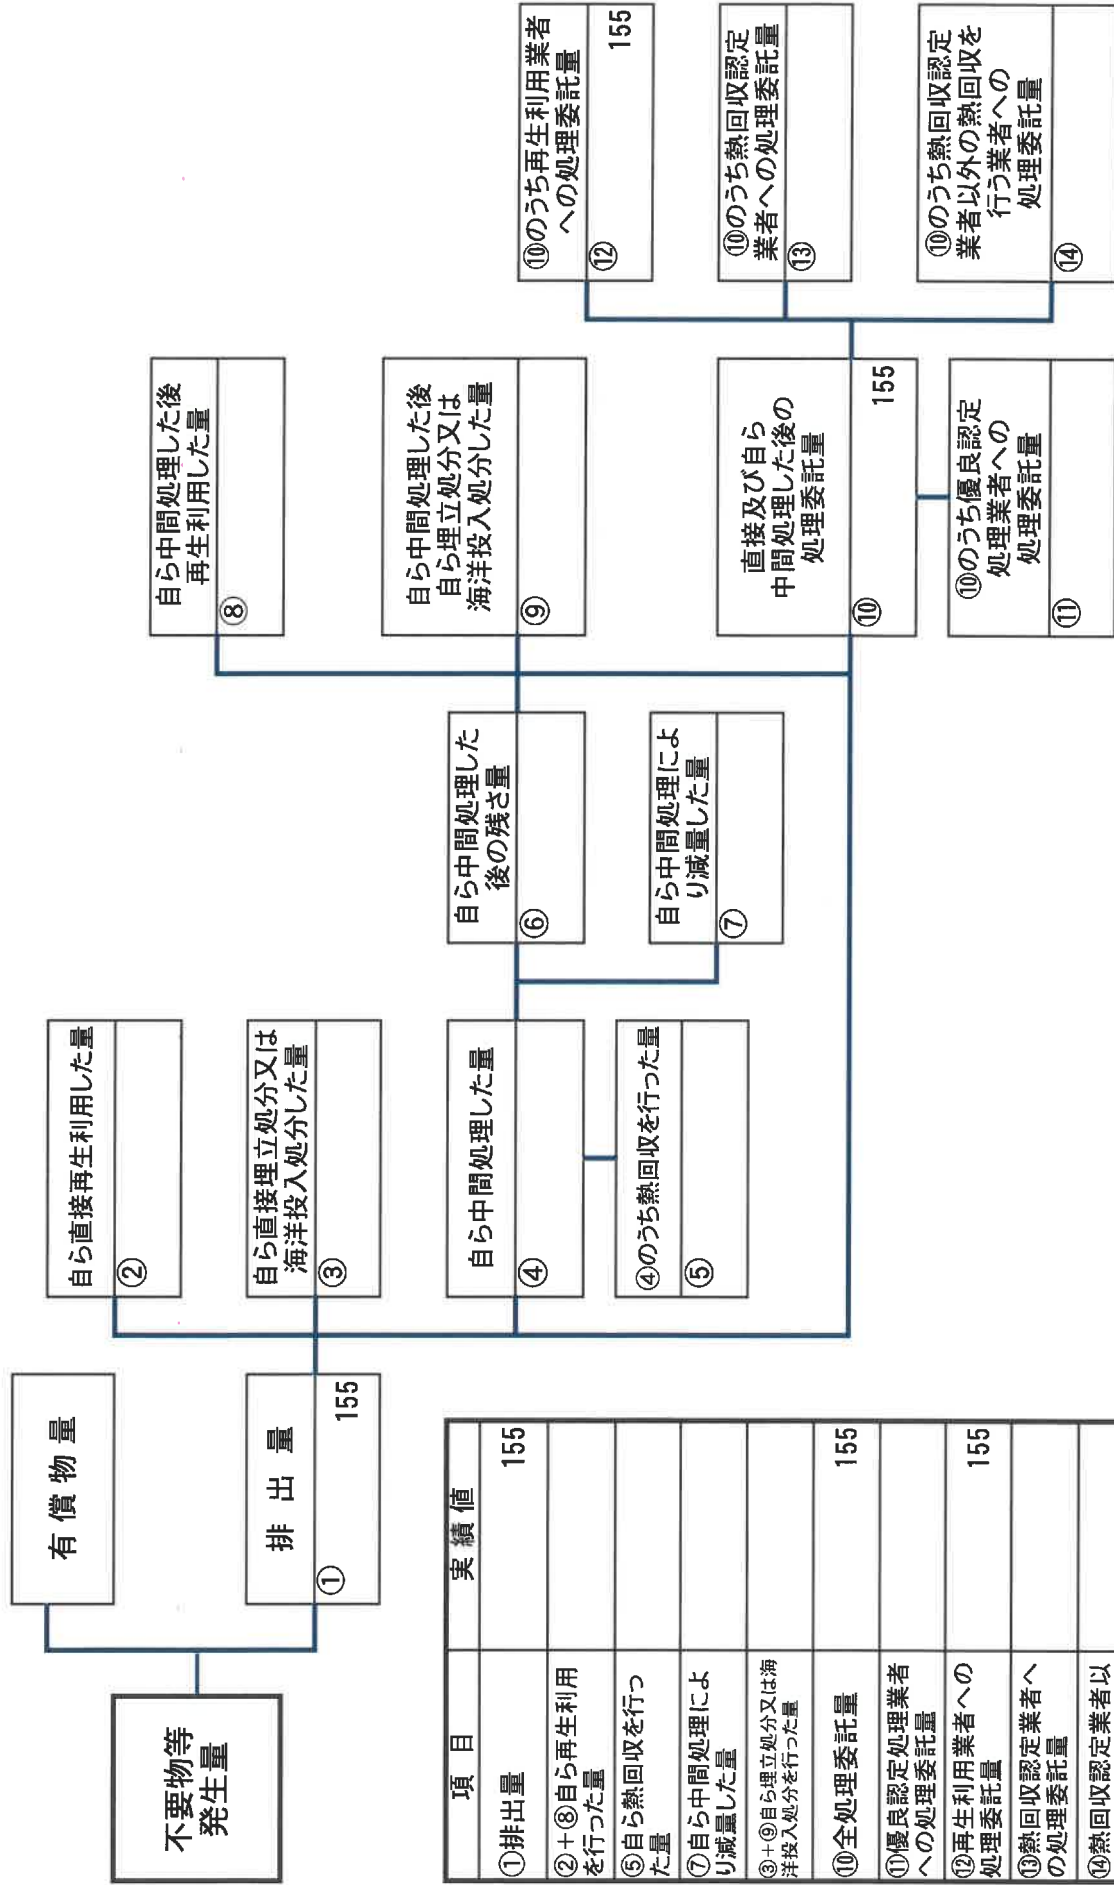 不要物等
発生量
有償物量
排出量
① 155
自ら直接再生利用した量
②
自ら直接埋立処分又は
海洋投入処分した量
③
自ら中間処理した量
④
④のうち熱回収を行った量
⑤
自ら中間処理した
後の残さ量
⑥
自ら中間処理によ
り減量した量
⑦
自ら中間処理した後
再生利用した量
⑧
自ら中間処理した後
自ら埋立処分又は
海洋投入処分した量
⑨
直接及び自ら
中間処理した後の
処理委託量
⑩ 155
⑩のうち優良認定
処理業者への
処理委託量
⑪
⑩のうち再生利用業者
への処理委託量
⑫ 155
⑩のうち熱回収認定
業者への処理委託量
⑬
⑩のうち熱回収認定
業者以外の熱回収を
行う業者への
処理委託量
⑭
項目 実績値
①排出量 155
②+⑧自ら再生利用
を行った量
⑤自ら熱回収を行っ
た量
⑦自ら中間処理によ
り減量した量
③+⑨自ら埋立処分又は海
洋投入処分を行った量
⑩全処理委託量 155
⑪優良認定処理業者
への処理委託量
⑫再生利用業者への
処理委託量 155
⑬熱回収認定業者へ
の処理委託量
⑭熱回収認定業者以